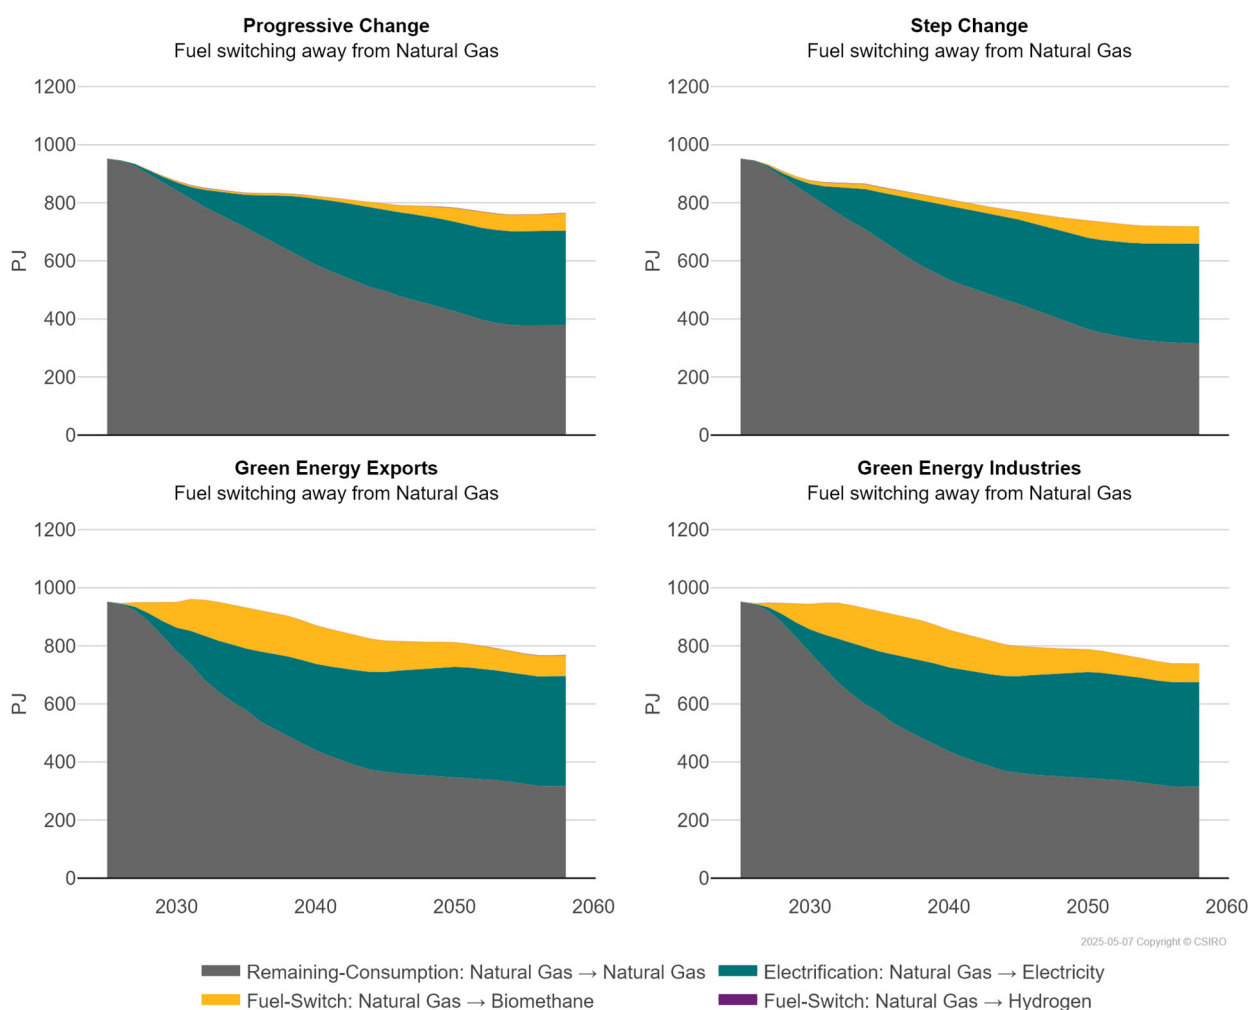 Progressive Change
Fuel switching away from Natural Gas
1200
1000
800
600
400
200
0
PJ
Step Change
Fuel switching away from Natural Gas
1200
1000
800
600
400
200
0
PJ
Green Energy Exports
Fuel switching away from Natural Gas
1200
1000
800
600
400
200
0
PJ
2030 2040 2050 2060
Green Energy Industries
Fuel switching away from Natural Gas
1200
1000
800
600
400
200
0
PJ
2030 2040 2050 2060
2025-05-07 Copyright © CSIRO
Remaining-Consumption: Natural Gas → Natural Gas
Electrification: Natural Gas → Electricity
Fuel-Switch: Natural Gas → Biomethane
Fuel-Switch: Natural Gas → Hydrogen